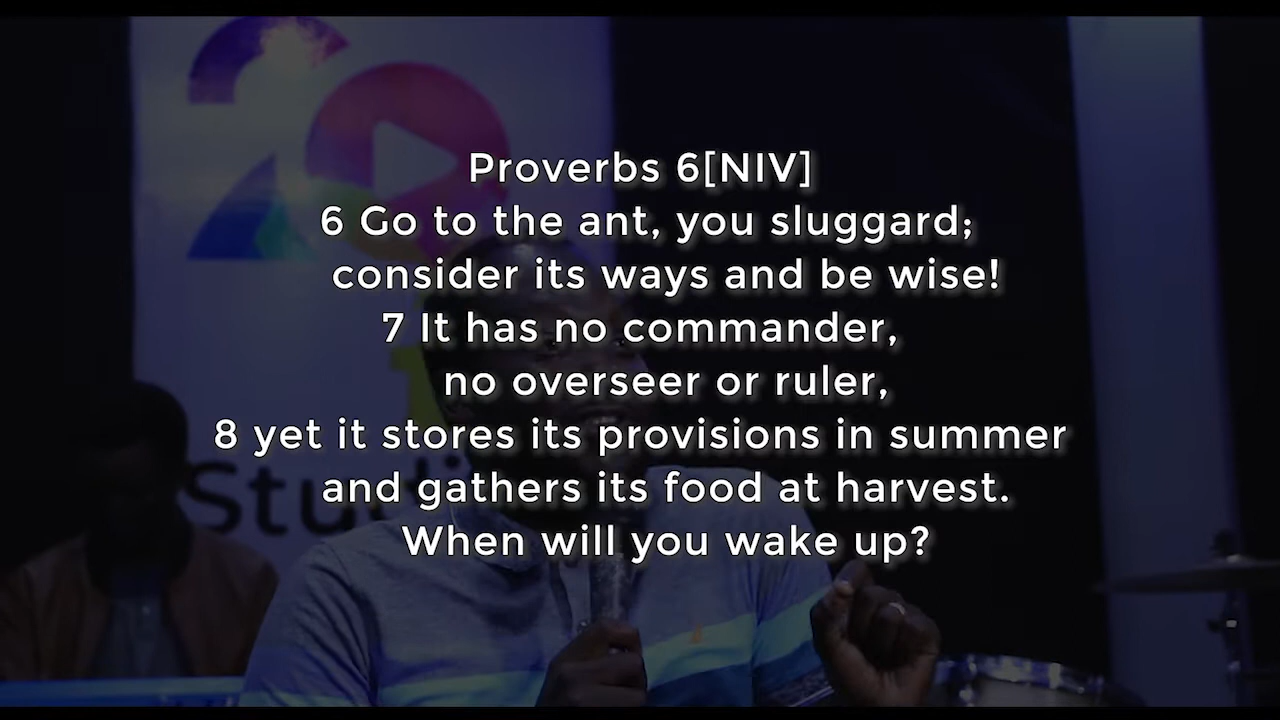 Proverbs 6[NIV]
6 Go to the ant, you sluggard;
consider its ways and be wise!
7 It has no commander,
no overseer or ruler,
8 yet it stores its provisions in summer
and gathers its food at harvest.
When will you wake up?